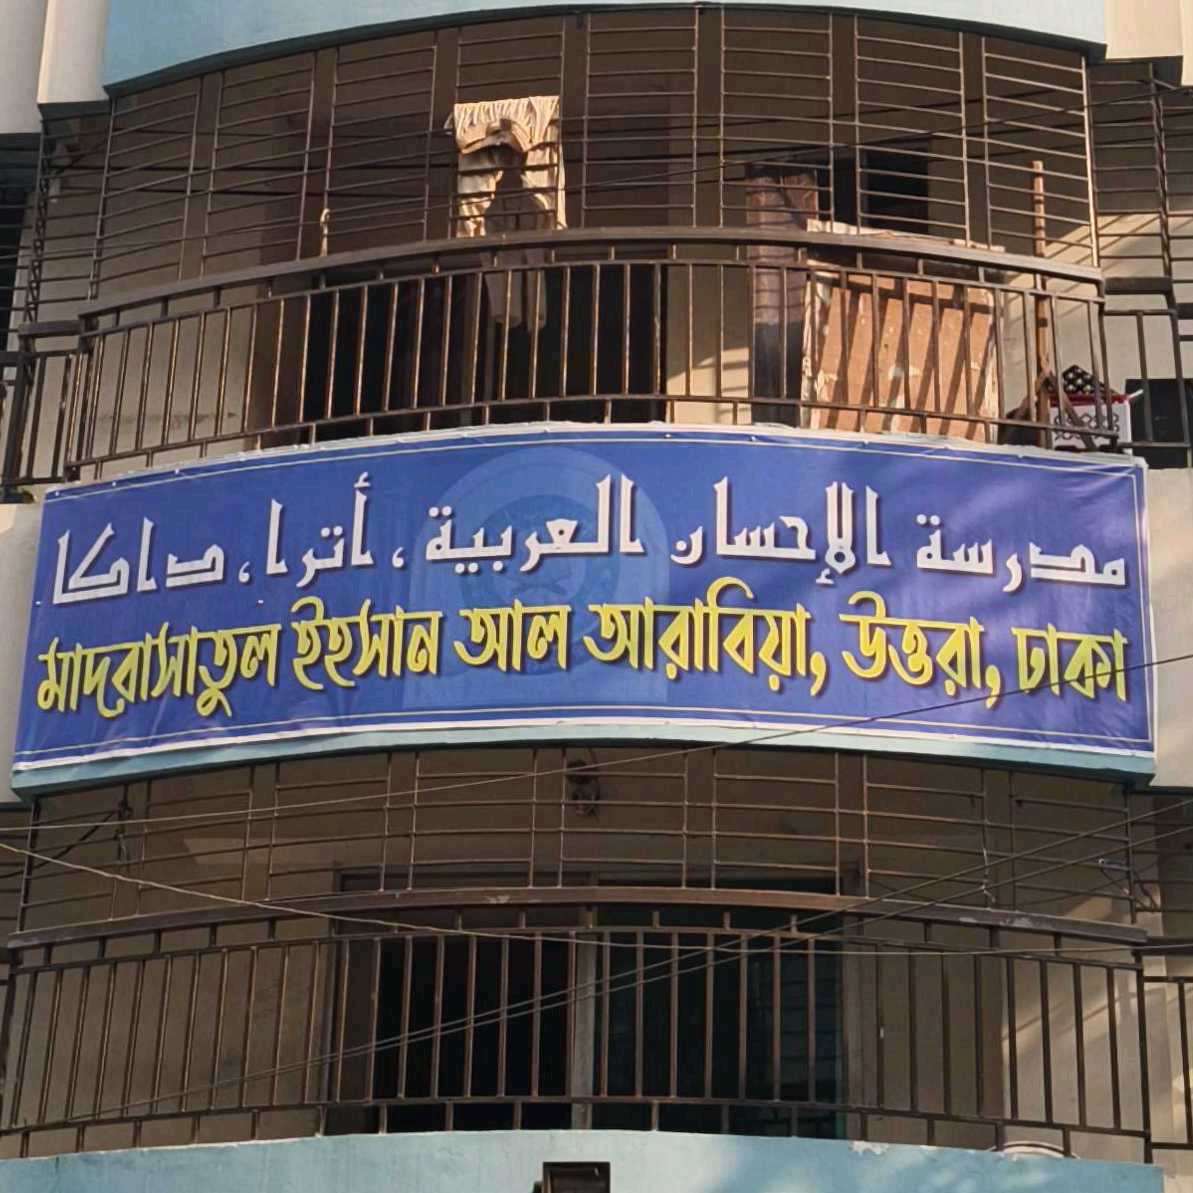 مدرسة الإحسان العربية ، أترا ، داكا
মাদরাসাতুল ইহসান আল আরাবিয়া, উত্তরা, ঢাকা